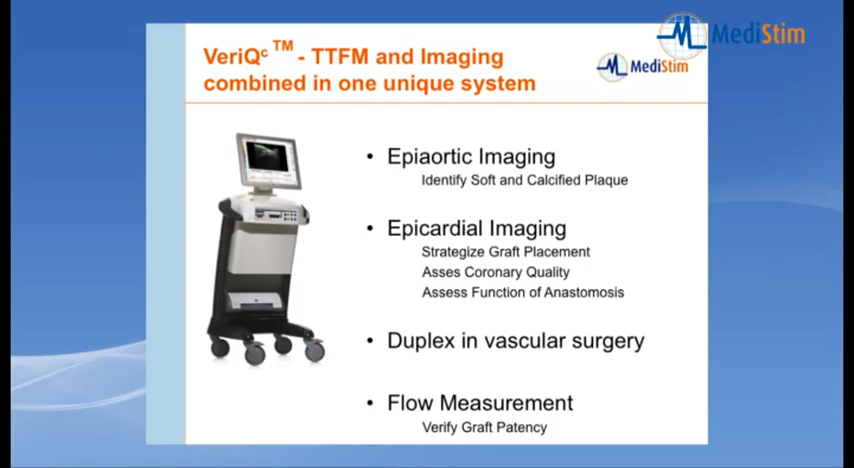 MediStim
VeriQᶜ ™ - TTFM and Imaging
combined in one unique system
MediStim
• Epiaortic Imaging
Identify Soft and Calcified Plaque
• Epicardial Imaging
Strategize Graft Placement
Asses Coronary Quality
Assess Function of Anastomosis
• Duplex in vascular surgery
• Flow Measurement
Verify Graft Patency